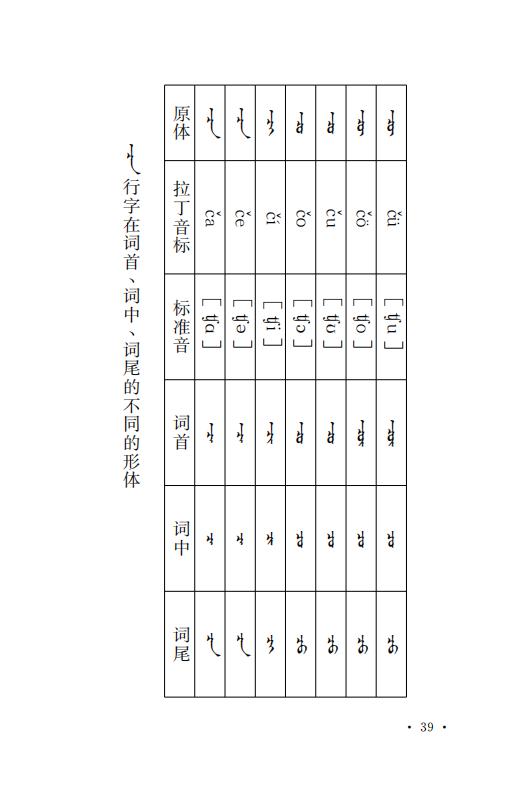 ᠴᠠ 行字在词首、词中、词尾的不同的形体
原体 拉丁音标 标准音 词首 词中 词尾
ᠴᠠ ča [ʧɑ] ᠴᠠ‍ ‍ᠴᠠ‍ ‍ᠴᠠ
ᠴᠡ če [ʧə] ᠴᠡ‍ ‍ᠴᠡ‍ ‍ᠴᠡ
ᠴᠢ čí [ʧi] ᠴᠢ‍ ‍ᠴᠢ‍ ‍ᠴᠢ
ᠴᠣ čo [ʧɔ] ᠴᠣ‍ ‍ᠴᠣ‍ ‍ᠴᠣ
ᠴᠤ ču [ʧʊ] ᠴᠤ‍ ‍ᠴᠤ‍ ‍ᠴᠤ
ᠴᠥ čö [ʧo] ᠴᠥ‍ ‍ᠴᠥ‍ ‍ᠴᠥ
ᠴᠦ čü [ʧu] ᠴᠦ‍ ‍ᠴᠦ‍ ‍ᠴᠦ
• 39 •